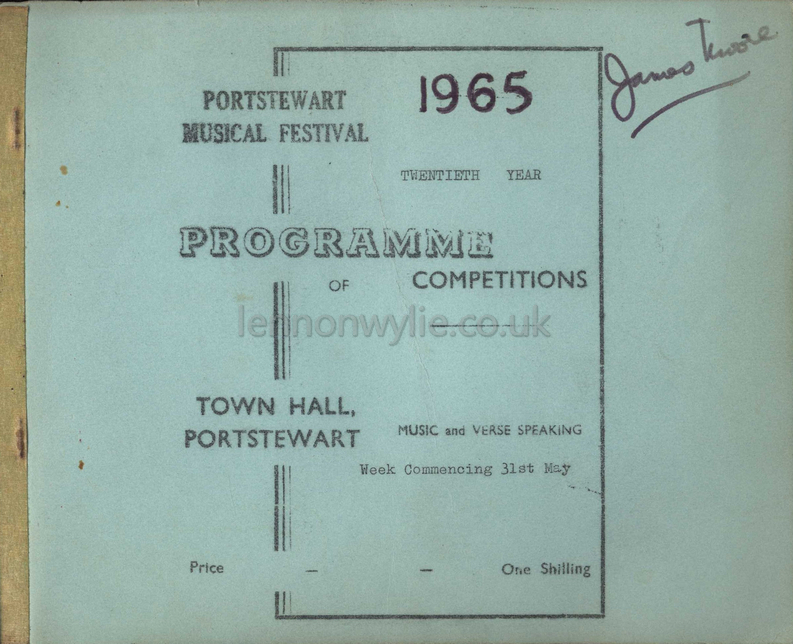 James Moore
1965
PORTSTEWART
MUSICAL FESTIVAL
TWENTIETH YEAR
PROGRAMME
OF COMPETITIONS
lennonwylie.co.uk
TOWN HALL,
PORTSTEWART
MUSIC and VERSE SPEAKING
Week Commencing 31st May
Price – – One Shilling